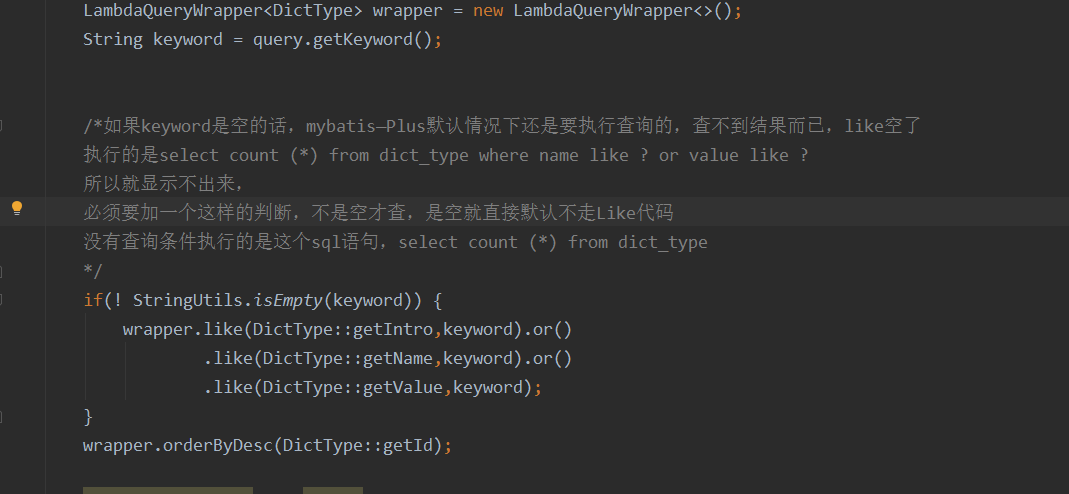 LambdaQueryWrapper<DictType> wrapper = new LambdaQueryWrapper<>();
String keyword = query.getKeyword();
/*如果keyword是空的话，mybatis-Plus默认情况下还是要执行查询的，查不到结果而已，like空了
执行的是select count (*) from dict_type where name like ? or value like ?
所以就显示不出来，
必须要加一个这样的判断，不是空才查，是空就直接默认不走Like代码
没有查询条件执行的是这个sql语句，select count (*) from dict_type
*/
if(! StringUtils.isEmpty(keyword)) {
wrapper.like(DictType::getIntro,keyword).or()
.like(DictType::getName,keyword).or()
.like(DictType::getValue,keyword);
}
wrapper.orderByDesc(DictType::getId);